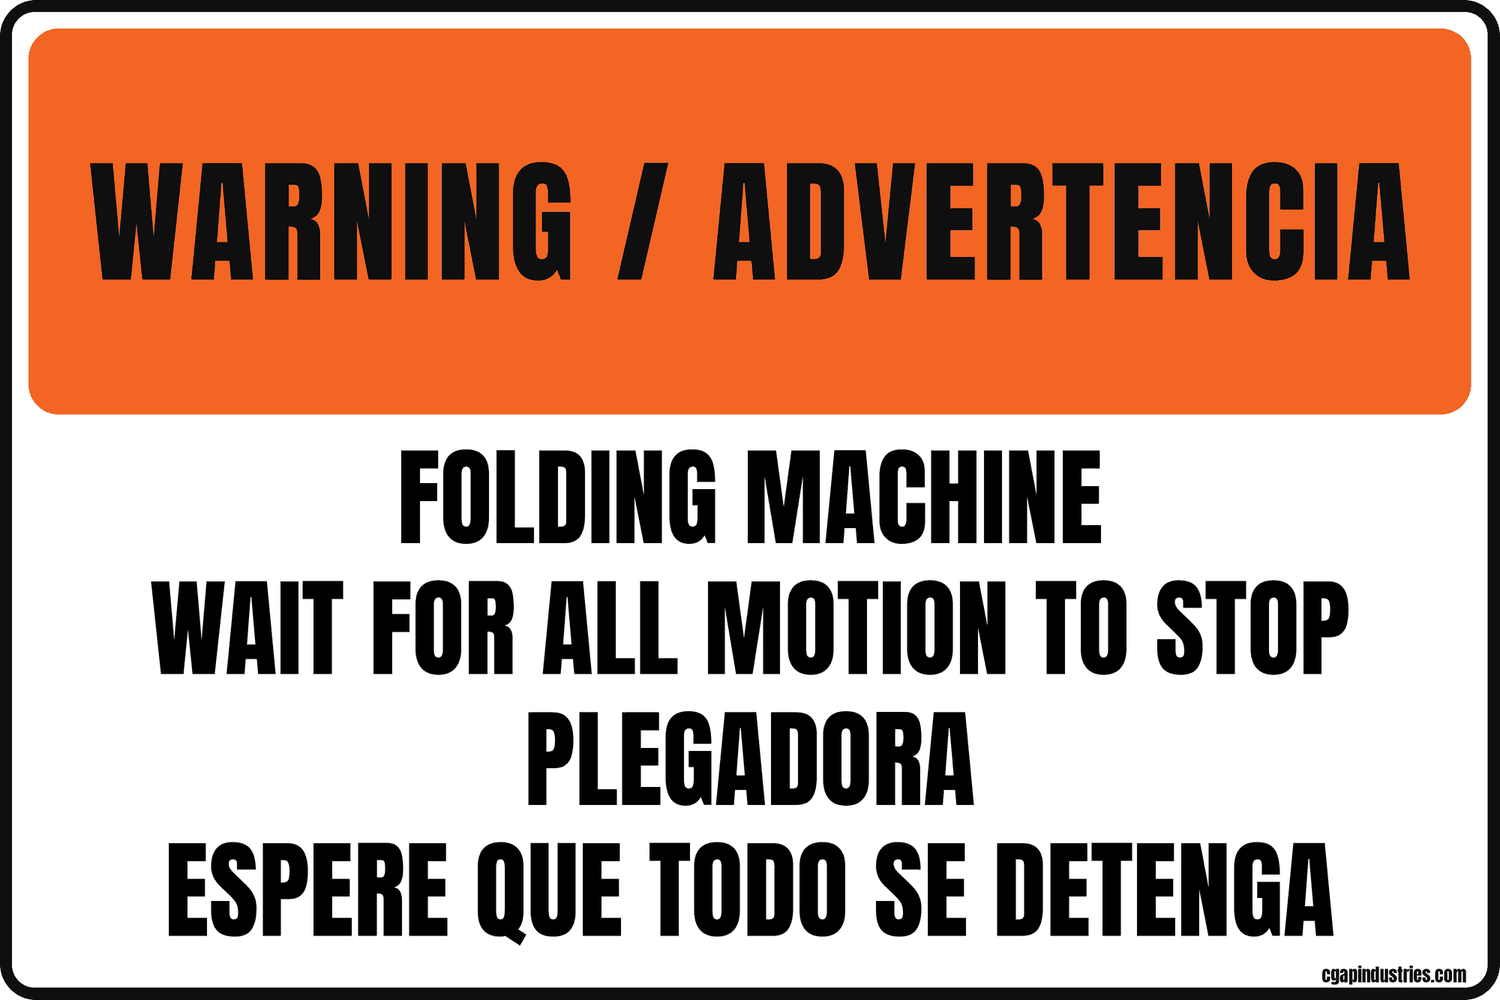 WARNING / ADVERTENCIA
FOLDING MACHINE
WAIT FOR ALL MOTION TO STOP
PLEGADORA
ESPERE QUE TODO SE DETENGA
cgapindustries.com